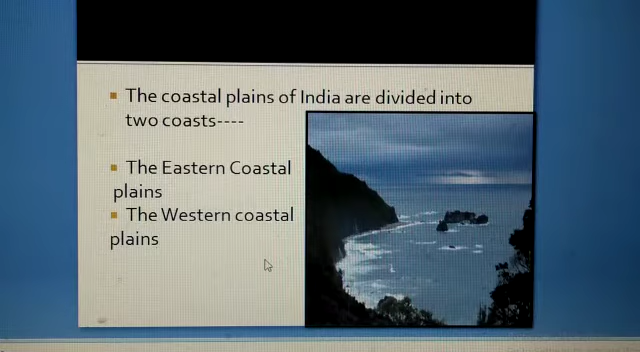 The coastal plains of India are divided into
two coasts----
The Eastern Coastal
plains
The Western coastal
plains